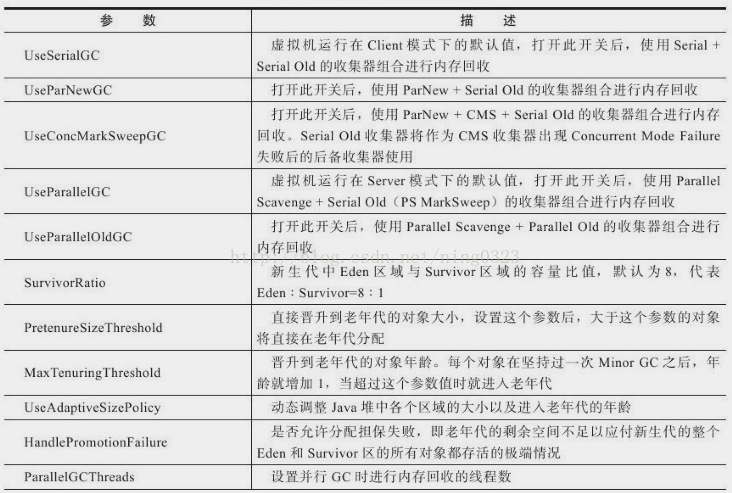 参 数 描 述
UseSerialGC
虚拟机运行在 Client 模式下的默认值，打开此开关后，使用 Serial +
Serial Old 的收集器组合进行内存回收
UseParNewGC
打开此开关后，使用 ParNew + Serial Old 的收集器组合进行内存回收
UseConcMarkSweepGC
打开此开关后，使用 ParNew + CMS + Serial Old 的收集器组合进行内存
回收。Serial Old 收集器将作为 CMS 收集器出现 Concurrent Mode Failure
失败后的后备收集器使用
UseParallelGC
虚拟机运行在 Server 模式下的默认值，打开此开关后，使用 Parallel
Scavenge + Serial Old（PS MarkSweep）的收集器组合进行内存回收
UseParallelOldGC
打开此开关后，使用 Parallel Scavenge + Parallel Old 的收集器组合进行
内存回收
http://blog.csdn.net/ning0323
SurvivorRatio
新生代中 Eden 区域与 Survivor 区域的容量比值，默认为 8，代表
Eden：Survivor=8：1
PretenureSizeThreshold
直接晋升到老年代的对象大小，设置这个参数后，大于这个参数的对象
将直接在老年代分配
MaxTenuringThreshold
晋升到老年代的对象年龄。每个对象在坚持过一次 Minor GC 之后，年
龄就增加 1，当超过这个参数值时就进入老年代
UseAdaptiveSizePolicy
动态调整 Java 堆中各个区域的大小以及进入老年代的年龄
HandlePromotionFailure
是否允许分配担保失败，即老年代的剩余空间不足以应付新生代的整个
Eden 和 Survivor 区的所有对象都存活的极端情况
ParallelGCThreads
设置并行 GC 时进行内存回收的线程数